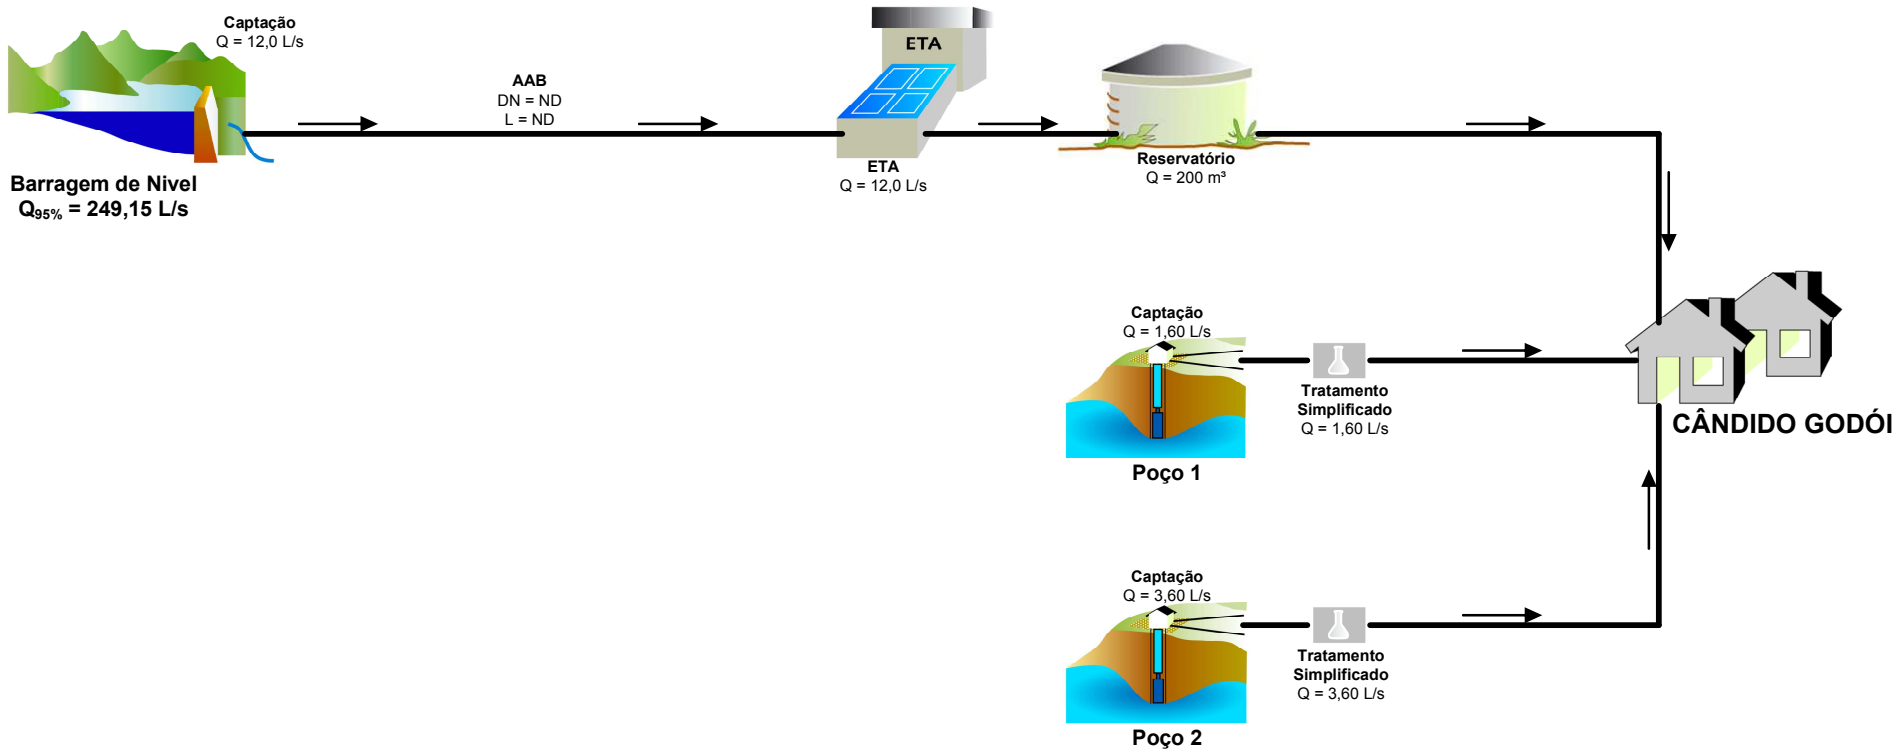 Captação
Q = 12,0 L/s
Barragem de Nivel
Q95% = 249,15 L/s
AAB
DN = ND
L = ND
ETA
ETA
Q = 12,0 L/s
Reservatório
Q = 200 m³
Captação
Q = 1,60 L/s
Poço 1
Tratamento
Simplificado
Q = 1,60 L/s
CÂNDIDO GODÓI
Captação
Q = 3,60 L/s
Poço 2
Tratamento
Simplificado
Q = 3,60 L/s